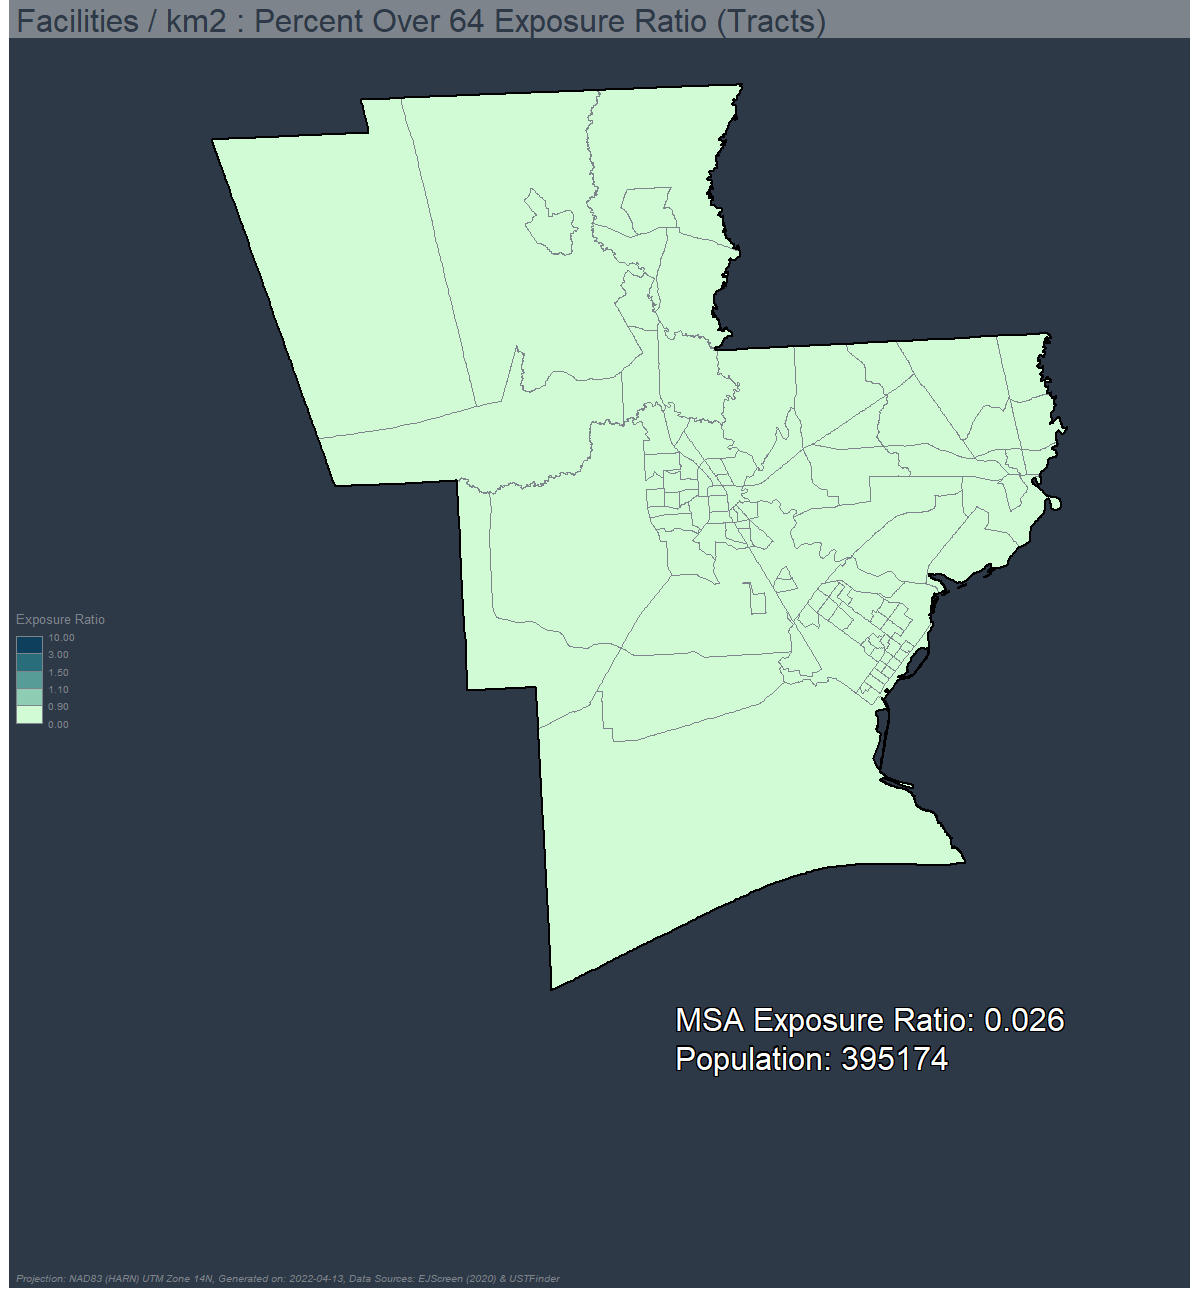 Facilities / km2 : Percent Over 64 Exposure Ratio (Tracts)
Exposure Ratio
10.00
3.00
1.50
1.10
0.90
0.00
MSA Exposure Ratio: 0.026
Population: 395174
Projection: NAD83 (HARN) UTM Zone 14N, Generated on: 2022-04-13, Data Sources: EJScreen (2020) & USTFinder